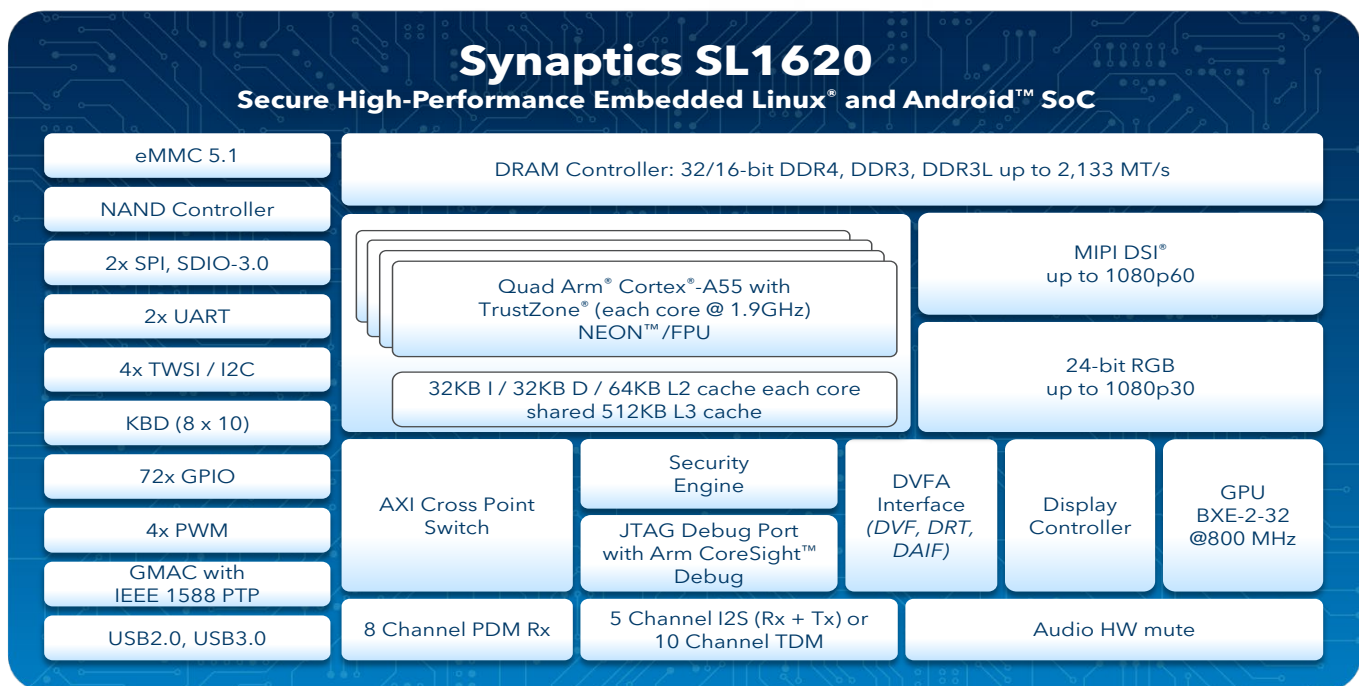 Synaptics SL1620
Secure High-Performance Embedded Linux® and Android™ SoC
eMMC 5.1
NAND Controller
2x SPI, SDIO-3.0
2x UART
4x TWSI / I2C
KBD (8 x 10)
72x GPIO
4x PWM
GMAC with
IEEE 1588 PTP
USB2.0, USB3.0
DRAM Controller: 32/16-bit DDR4, DDR3, DDR3L up to 2,133 MT/s
Quad Arm® Cortex®-A55 with
TrustZone® (each core @ 1.9GHz)
NEON™/FPU
32KB I / 32KB D / 64KB L2 cache each core
shared 512KB L3 cache
MIPI DSI®
up to 1080p60
24-bit RGB
up to 1080p30
AXI Cross Point
Switch
Security
Engine
JTAG Debug Port
with Arm CoreSight™
Debug
DVFA
Interface
(DVF, DRT,
DAIF)
Display
Controller
GPU
BXE-2-32
@800 MHz
8 Channel PDM Rx
5 Channel I2S (Rx + Tx) or
10 Channel TDM
Audio HW mute